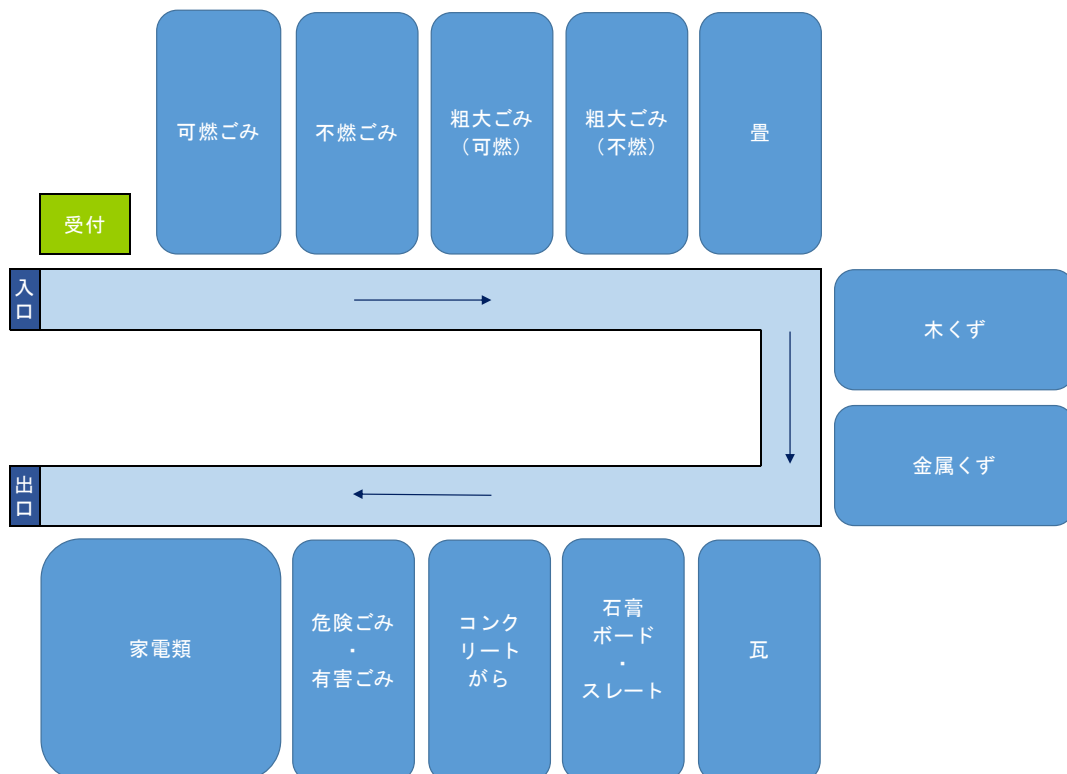 可燃ごみ
不燃ごみ
粗大ごみ
（可燃）
粗大ごみ
（不燃）
畳
受付
入
口
木くず
金属くず
出
口
家電類
危険ごみ
・
有害ごみ
コンク
リート
がら
石膏
ボード
・
スレート
瓦